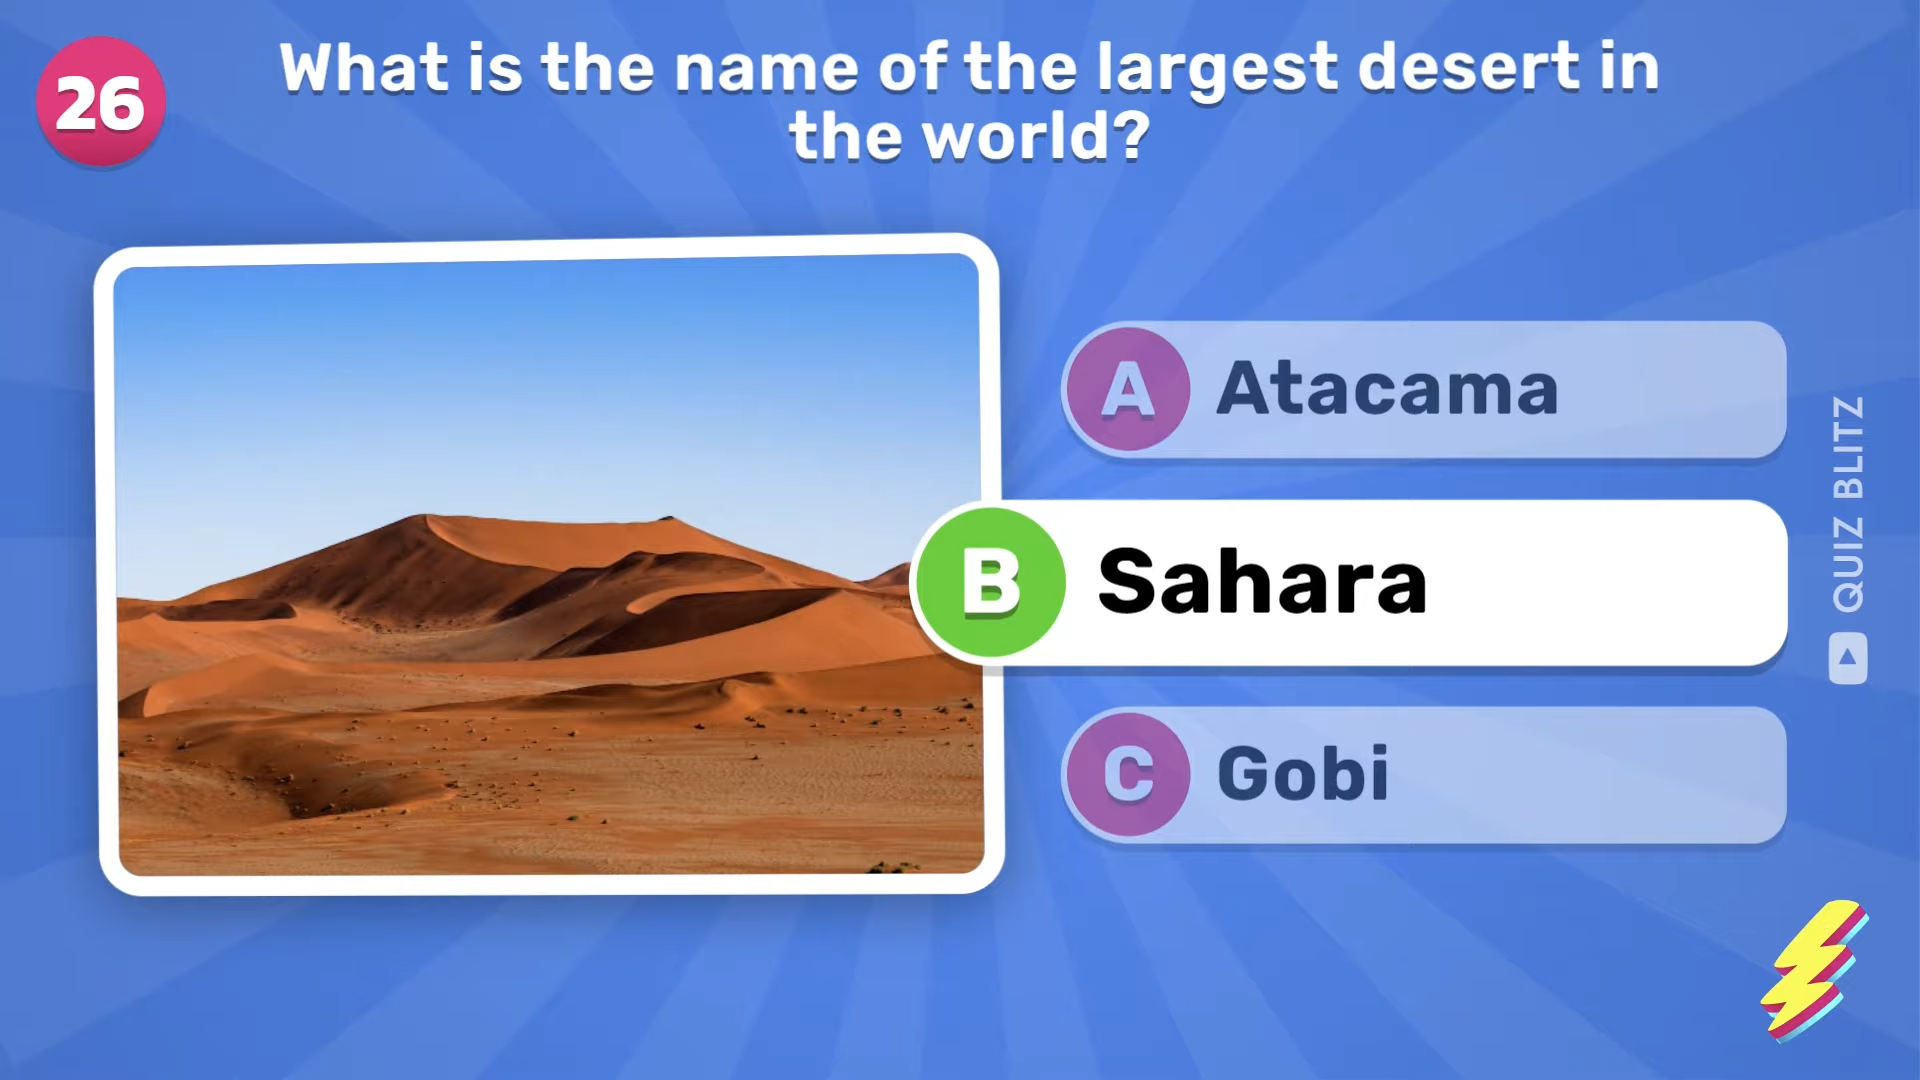 26
What is the name of the largest desert in
the world?
A Atacama
B Sahara
C Gobi
QUIZ BLITZ